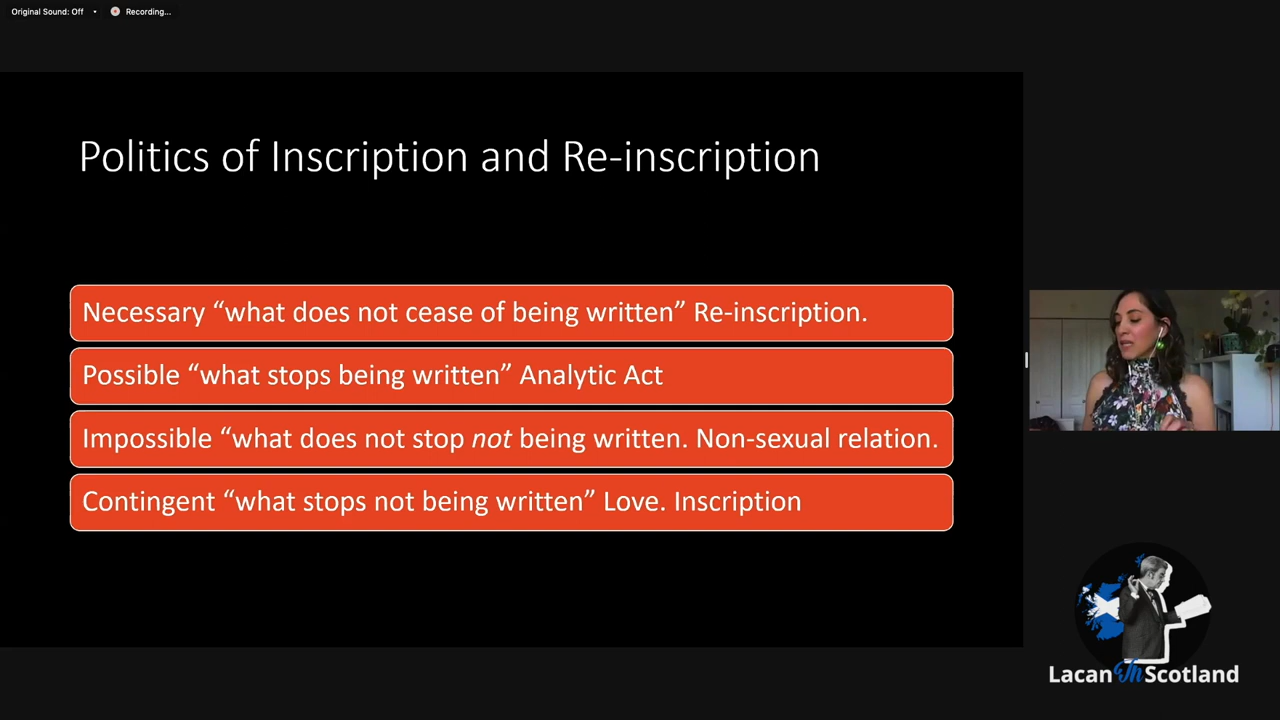 Original Sound: Off
Recording...
Politics of Inscription and Re-inscription
Necessary “what does not cease of being written” Re-inscription.
Possible “what stops being written” Analytic Act
Impossible “what does not stop not being written. Non-sexual relation.
Contingent “what stops not being written” Love. Inscription
Lacan In Scotland